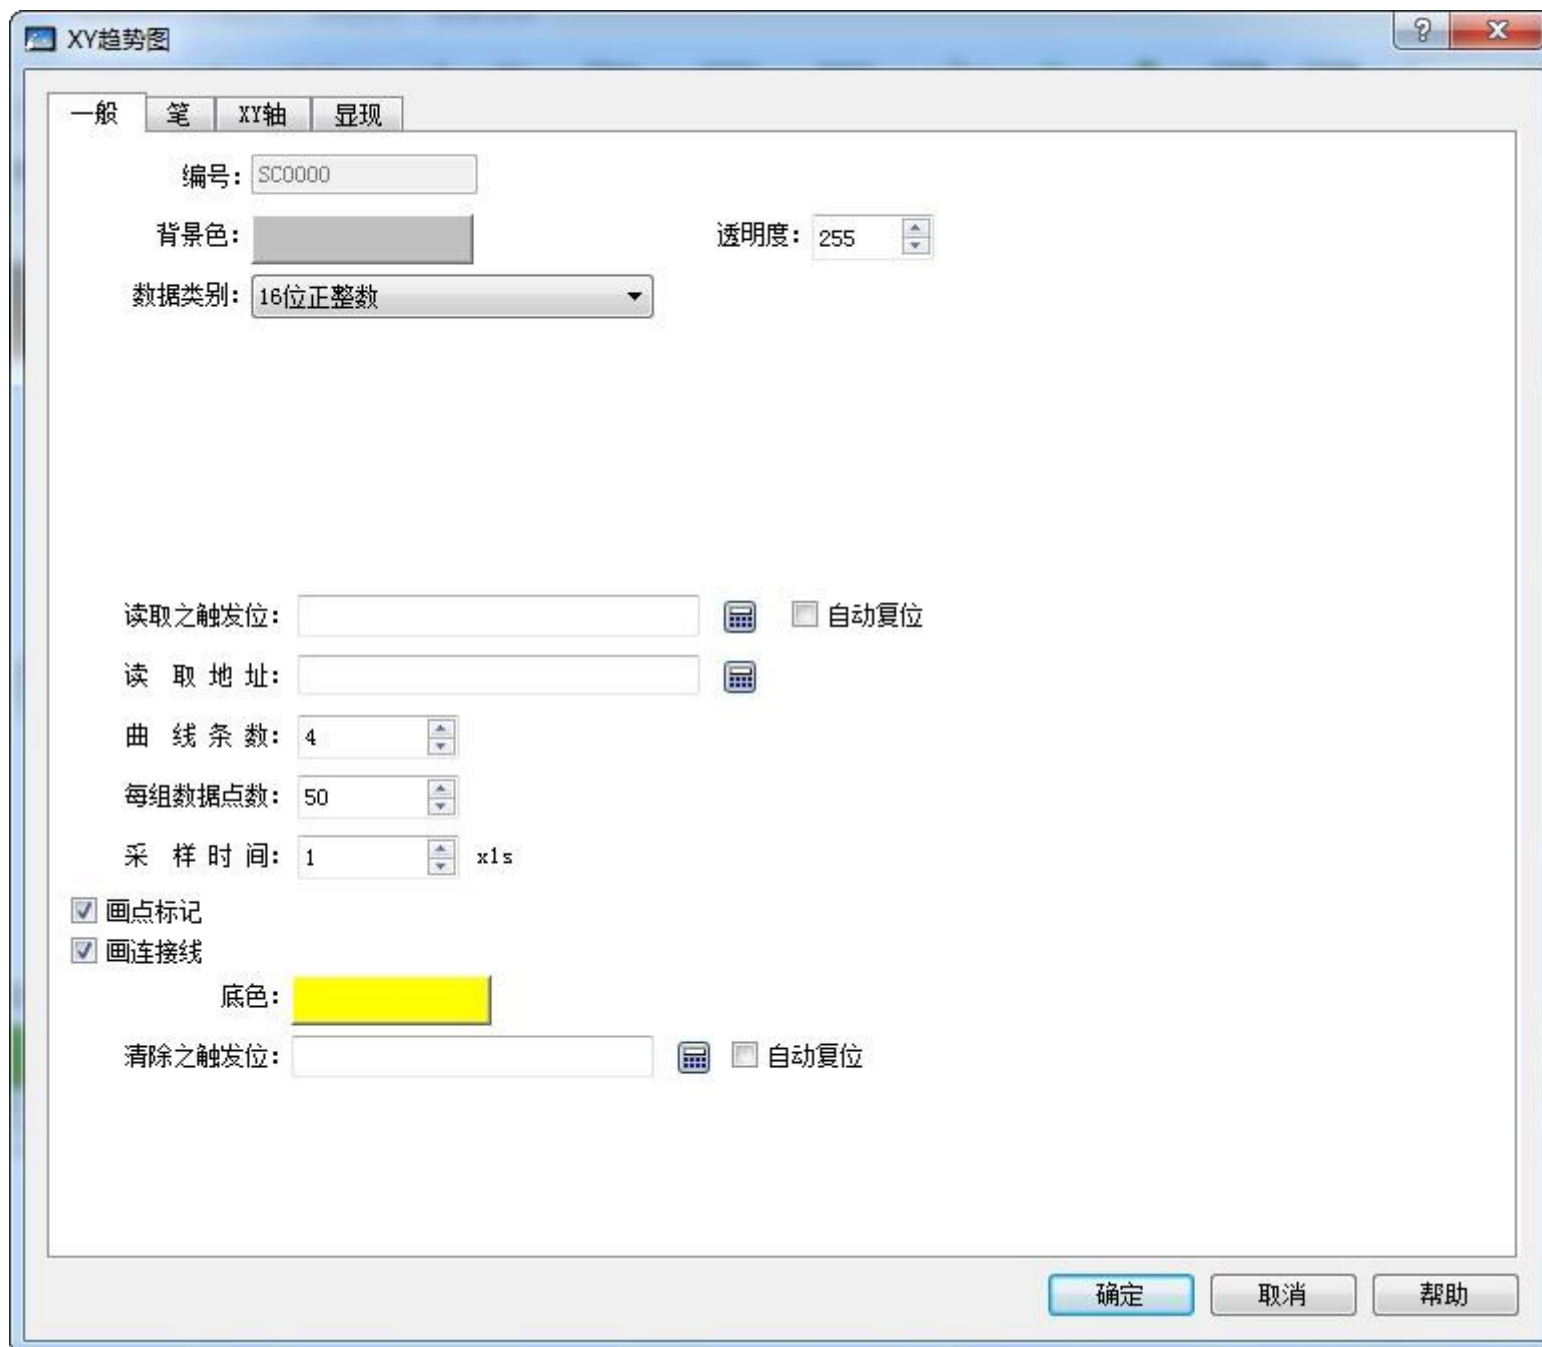 XY趋势图
一般 笔 XY轴 显现
编号: SC0000
背景色: 透明度: 255
数据类别: 16位正整数
读取之触发位: 自动复位
读取地址:
曲线条数: 4
每组数据点数: 50
采样时间: 1 x1s
画点标记
画连接线
底色:
清除之触发位: 自动复位
确定 取消 帮助